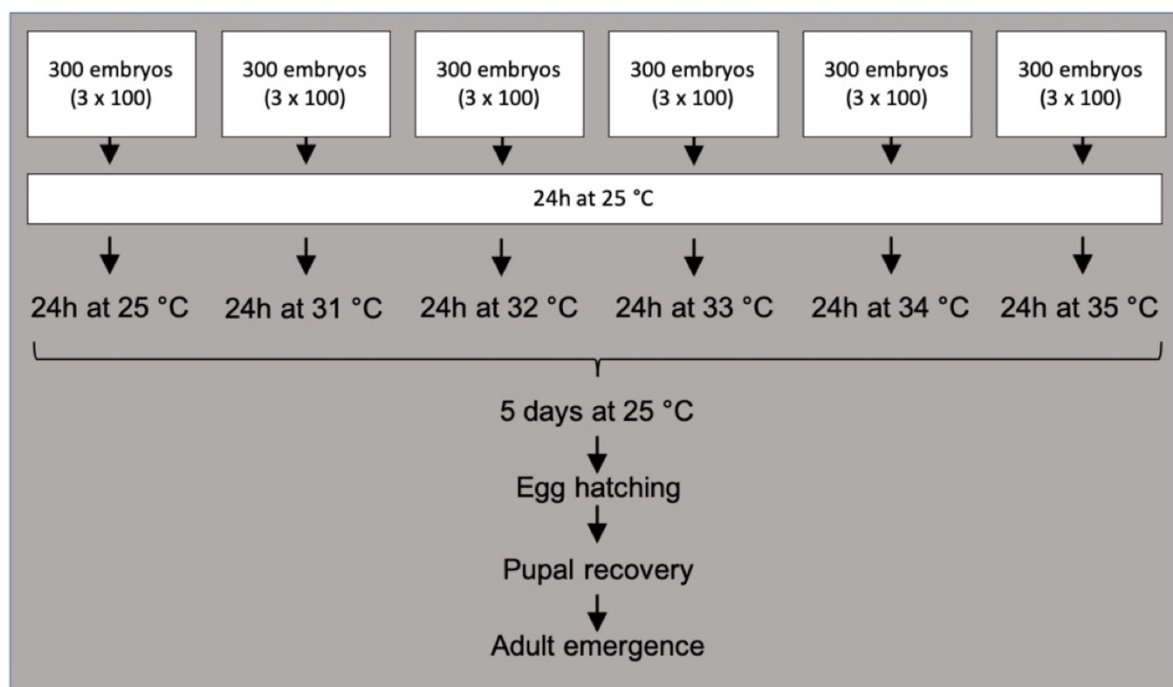 300 embryos
(3 x 100)
300 embryos
(3 x 100)
300 embryos
(3 x 100)
300 embryos
(3 x 100)
300 embryos
(3 x 100)
300 embryos
(3 x 100)
24h at 25 °C
24h at 25 °C
24h at 31 °C
24h at 32 °C
24h at 33 °C
24h at 34 °C
24h at 35 °C
5 days at 25 °C
Egg hatching
Pupal recovery
Adult emergence